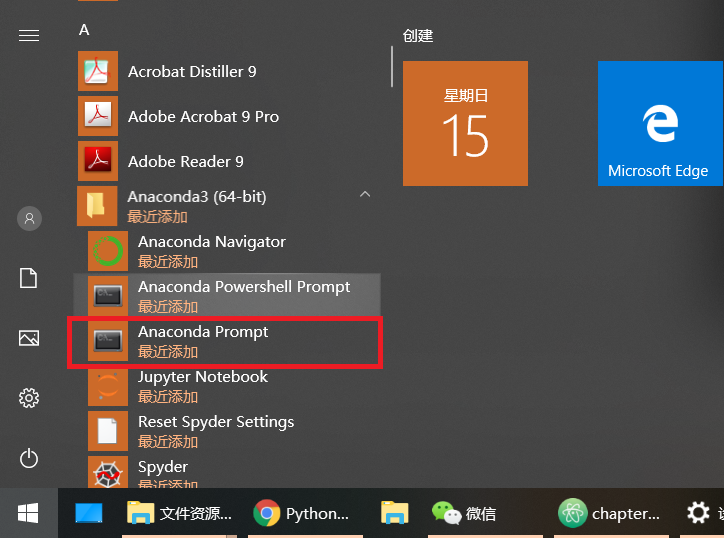 A
创建
Acrobat Distiller 9
Adobe Acrobat 9 Pro
Adobe Reader 9
Anaconda3 (64-bit)
最近添加
Anaconda Navigator
最近添加
Anaconda Powershell Prompt
最近添加
Anaconda Prompt
最近添加
Jupyter Notebook
最近添加
Reset Spyder Settings
最近添加
Spyder
最近添加
星期日
15
Microsoft Edge
文件资源...
Python...
微信
chapter...